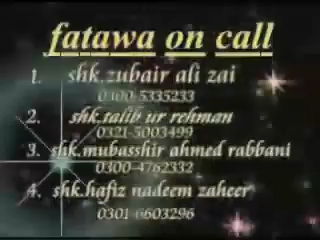 fatawa on call
1. shk.zubair ali zai
0300-5335233
2. shk.talib ur rehman
0321-5003499
3. shk.mubusshir ahmed rabbani
0300-4762332
4. shk.hafiz nadeem zaheer
0301-6603296